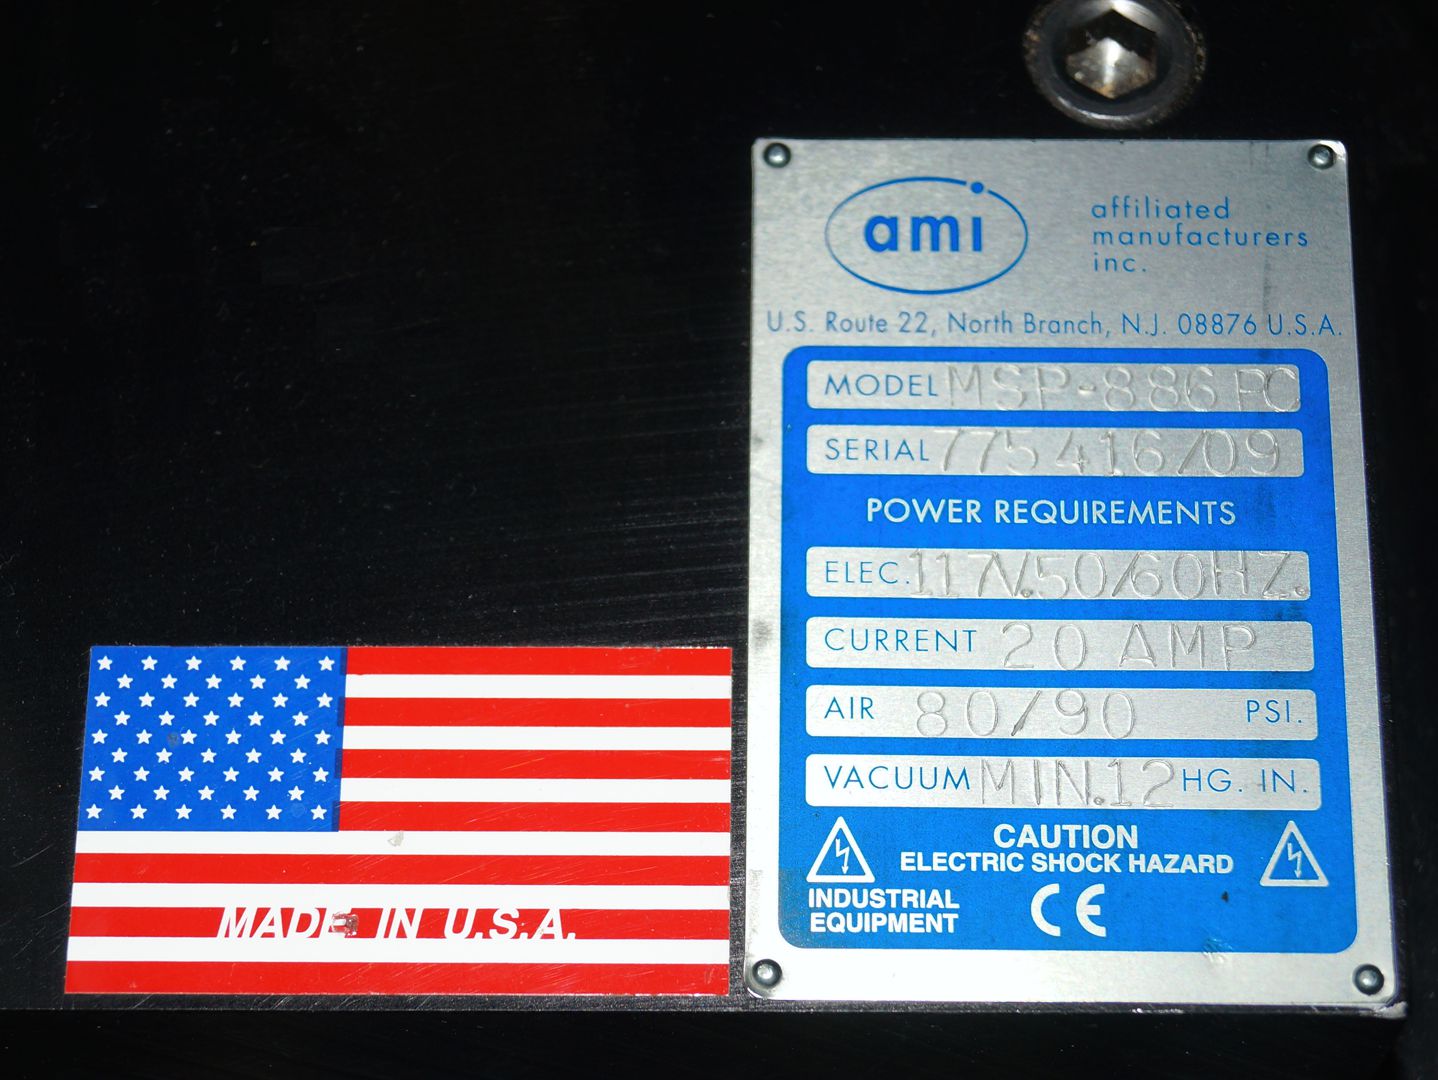 ami
affiliated
manufacturers
inc.
U.S. Route 22, North Branch, N.J. 08876 U.S.A.
MODEL MSP-886 PC
SERIAL 775416/09
POWER REQUIREMENTS
ELEC. 117V.50/60HZ.
CURRENT 20 AMP
AIR 80/90 PSI.
VACUUM MIN.12 HG. IN.
CAUTION
ELECTRIC SHOCK HAZARD
INDUSTRIAL
EQUIPMENT
CE
MADE IN U.S.A.